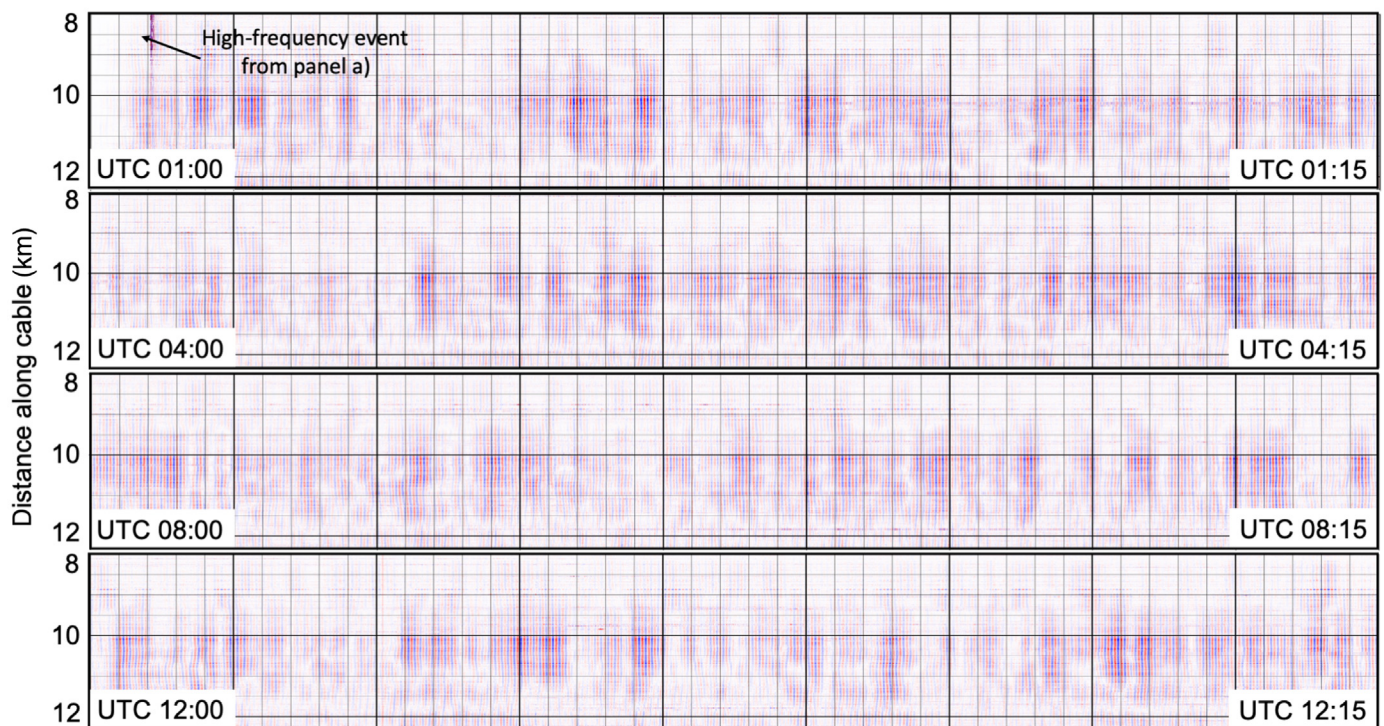 8
High-frequency event
from panel a)
10
12
UTC 01:00
UTC 01:15
8
10
12
UTC 04:00
UTC 04:15
Distance along cable (km)
8
10
12
UTC 08:00
UTC 08:15
8
10
12
UTC 12:00
UTC 12:15